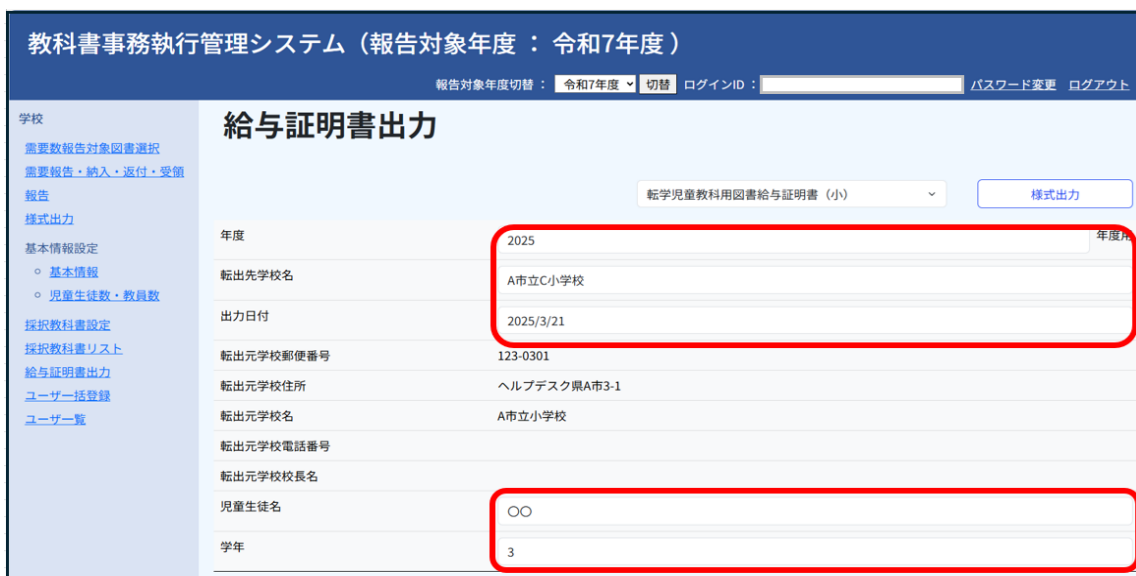 教科書事務執行管理システム（報告対象年度 ： 令和7年度 ）
報告対象年度切替 ： 令和7年度 切替 ログインID ： パスワード変更 ログアウト
学校
需要数報告対象図書選択
需要報告・納入・返付・受領
報告
様式出力
基本情報設定
基本情報
児童生徒数・教員数
採択教科書設定
採択教科書リスト
給与証明書出力
ユーザ一括登録
ユーザ一覧
給与証明書出力
転学児童教科用図書給与証明書（小） 様式出力
年度 2025 年度用
転出先学校名 A市立C小学校
出力日付 2025/3/21
転出元学校郵便番号 123-0301
転出元学校住所 ヘルプデスク県A市3-1
転出元学校名 A市立小学校
転出元学校電話番号
転出元学校校長名
児童生徒名 〇〇
学年 3